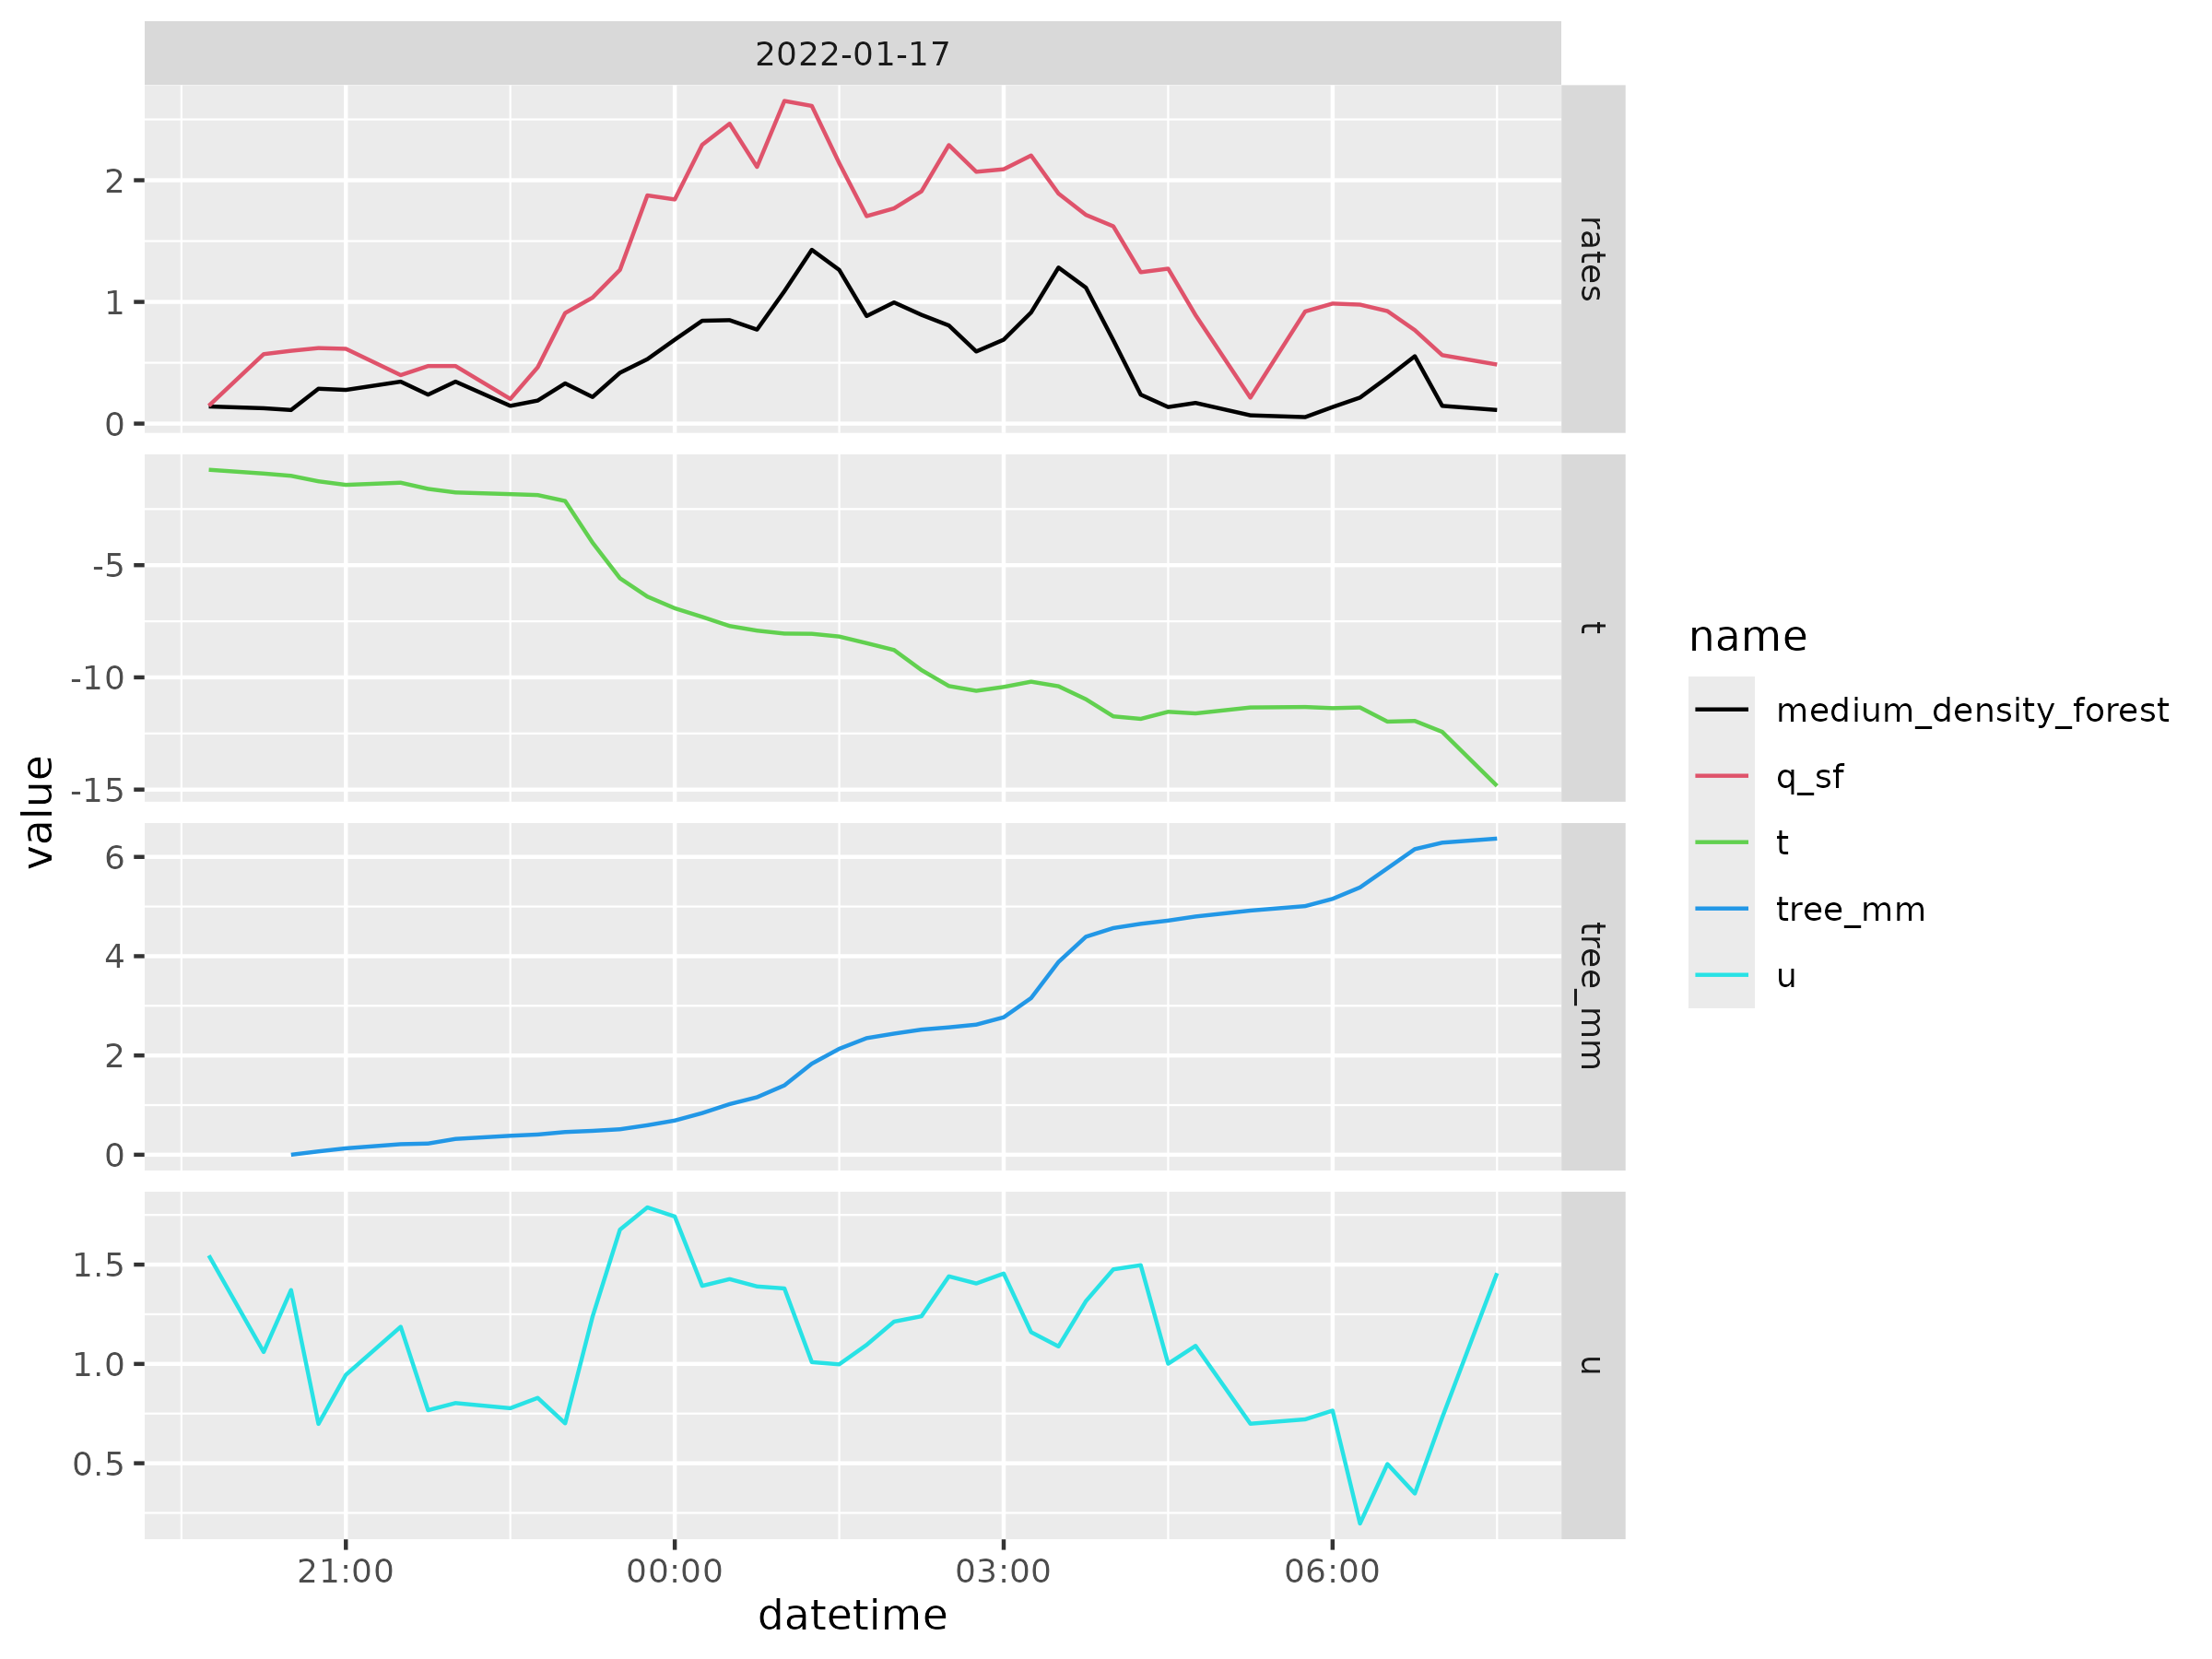 2022-01-17
2
1
0
rates
-5
-10
-15
t
6
4
2
0
tree_mm
1.5
1.0
0.5
u
21:00
00:00
03:00
06:00
datetime
value
name
medium_density_forest
q_sf
t
tree_mm
u